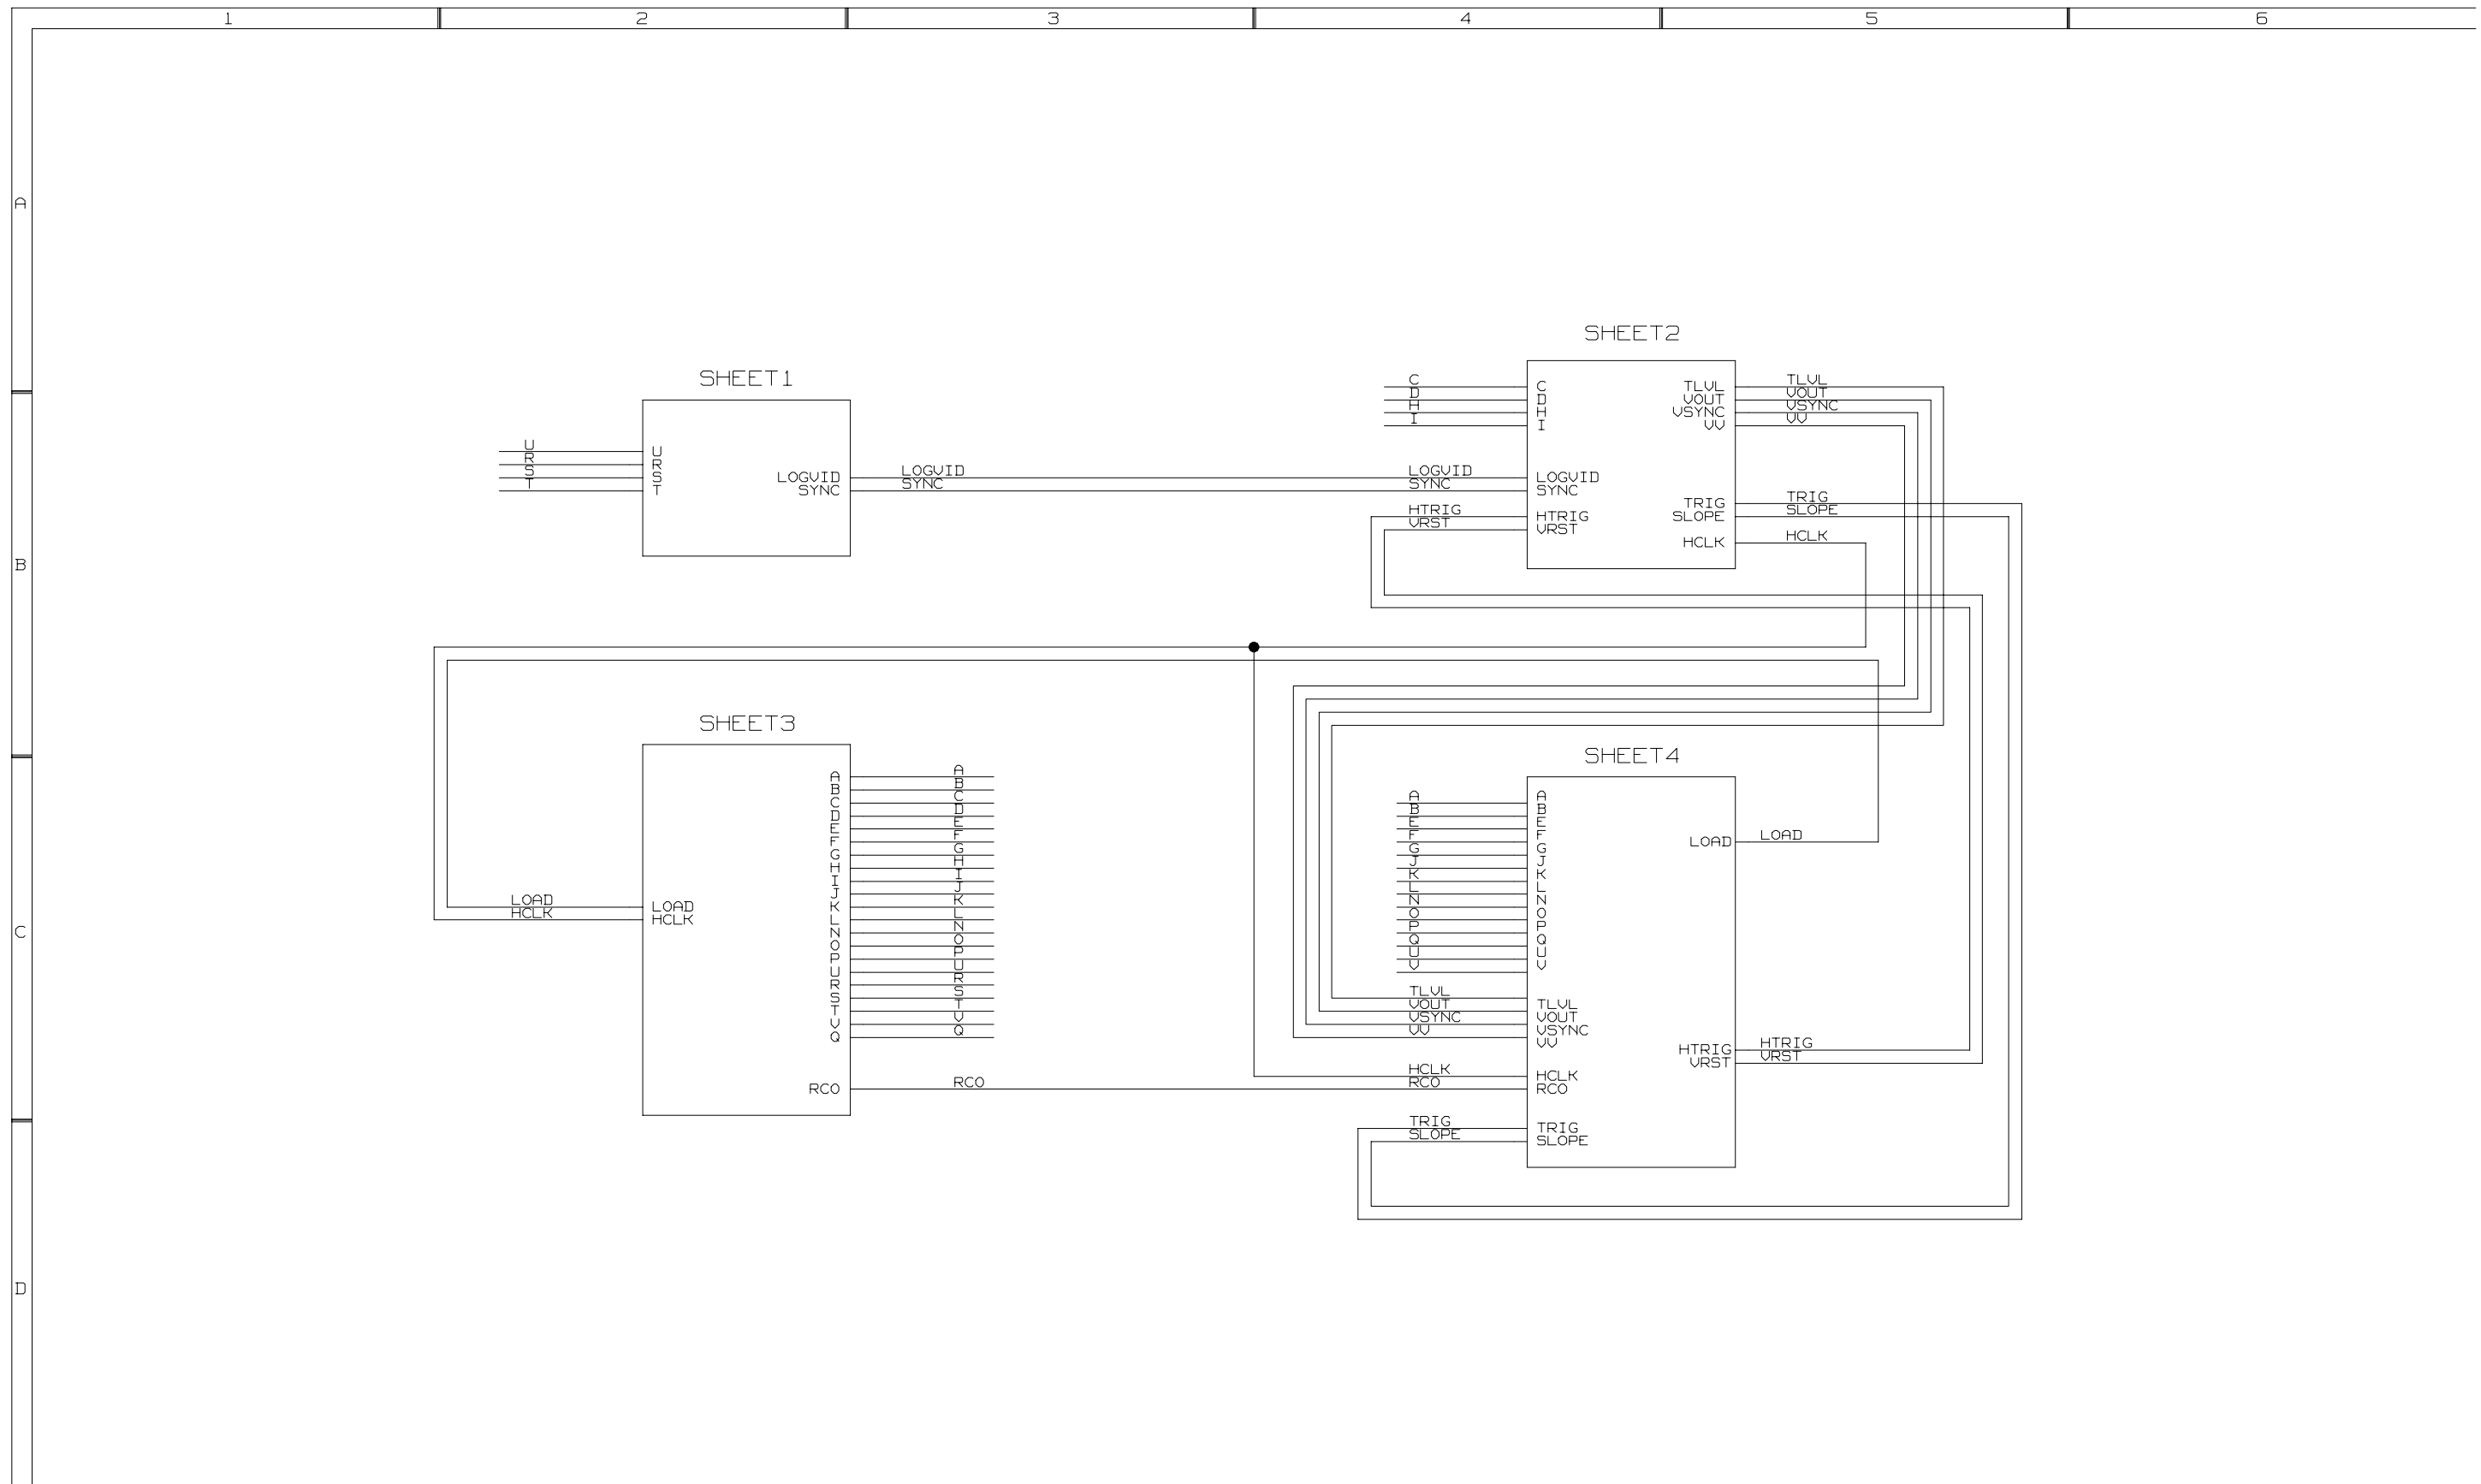 1 2 3 4 5 6
A
B
C
D
SHEET1
U
R
S
T
U
R
S
T
LOGVID
SYNC
LOGVID
SYNC
SHEET2
C
D
H
I
LOGVID
SYNC
HTRIG
VRST
C
D
H
I
LOGVID
SYNC
HTRIG
VRST
TLVL
VOUT
VSYNC
VV
TRIG
SLOPE
HCLK
TLVL
VOUT
VSYNC
VV
TRIG
SLOPE
HCLK
SHEET3
LOAD
HCLK
LOAD
HCLK
A
B
C
D
E
F
G
H
I
J
K
L
N
O
P
U
R
S
T
V
Q
RCO
A
B
C
D
E
F
G
H
I
J
K
L
N
O
P
U
R
S
T
V
Q
RCO
SHEET4
A
B
E
F
G
J
K
L
N
O
P
Q
U
V
TLVL
VOUT
VSYNC
VV
HCLK
RCO
TRIG
SLOPE
A
B
E
F
G
J
K
L
N
O
P
Q
U
V
TLVL
VOUT
VSYNC
VV
HCLK
RCO
TRIG
SLOPE
LOAD
HTRIG
VRST
LOAD
HTRIG
VRST